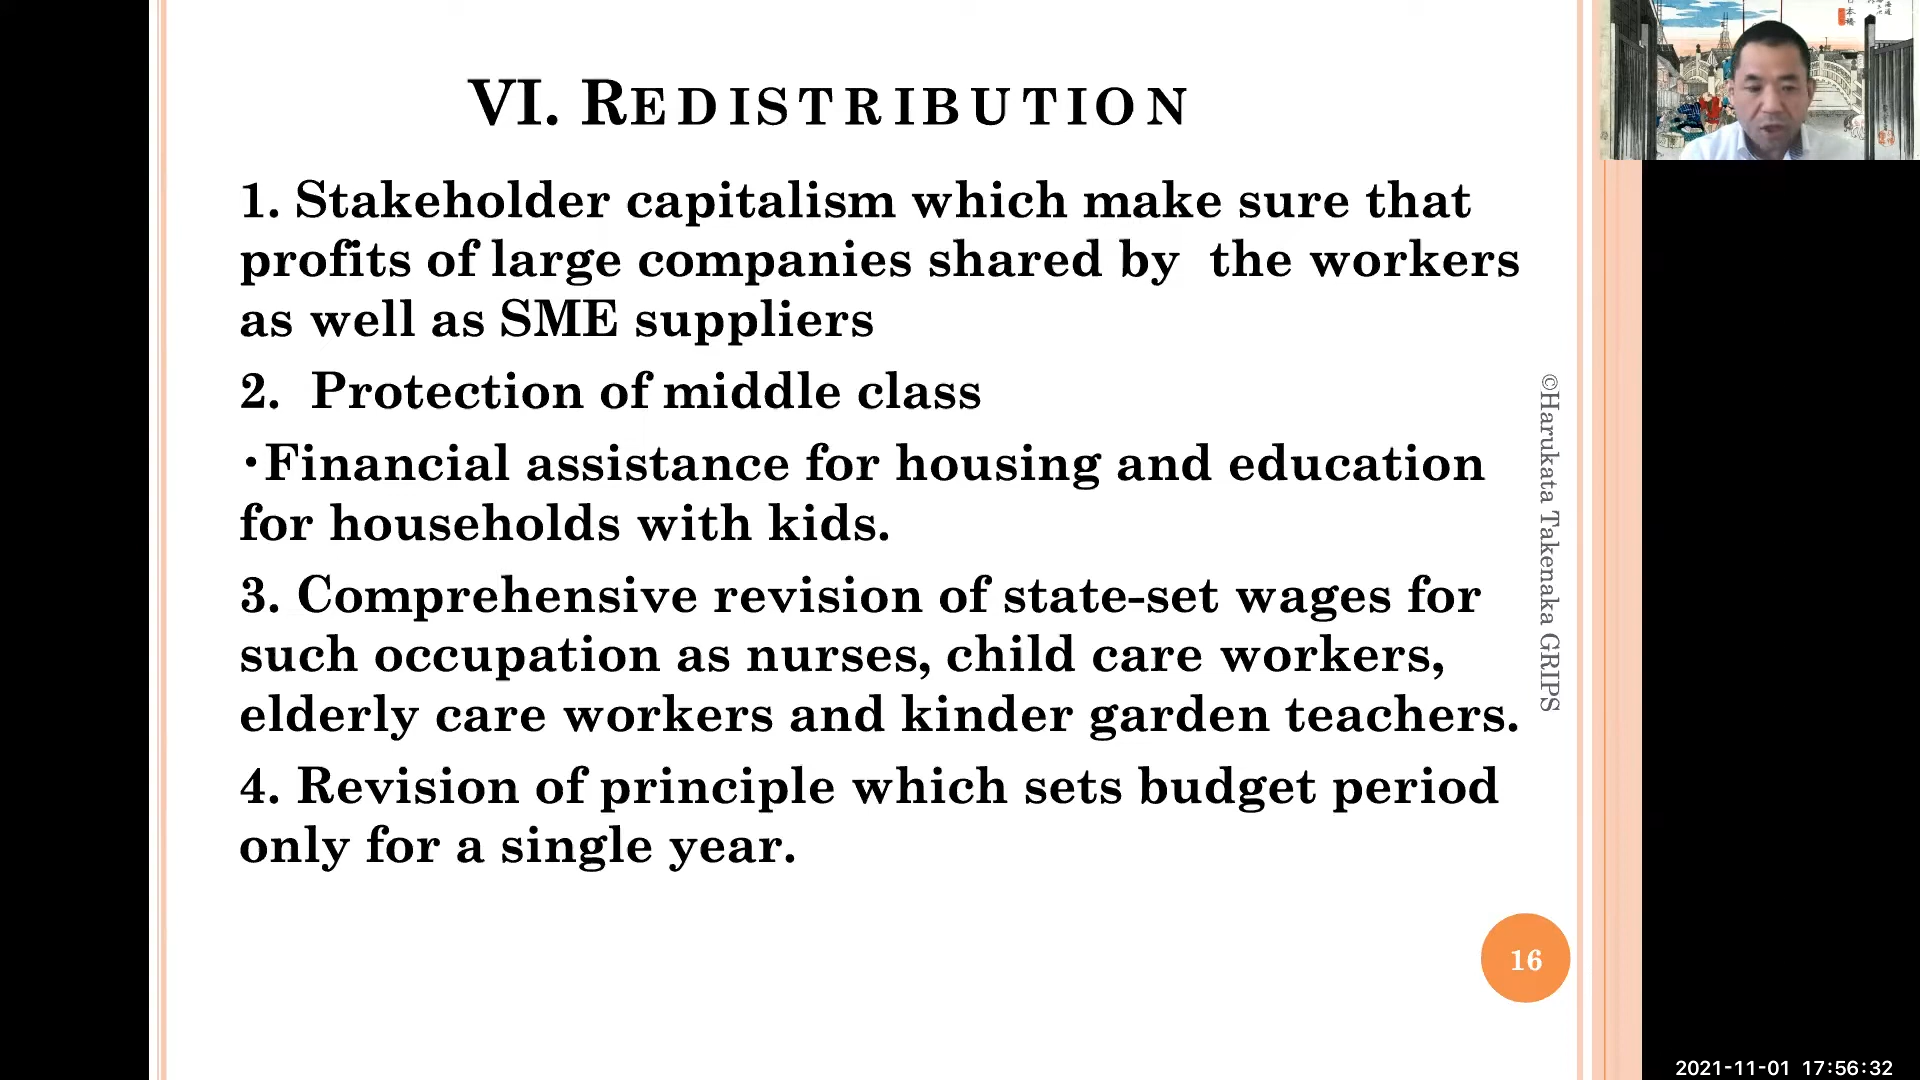 VI. REDISTRIBUTION
1. Stakeholder capitalism which make sure that
profits of large companies shared by the workers
as well as SME suppliers
2. Protection of middle class
・Financial assistance for housing and education
for households with kids.
3. Comprehensive revision of state-set wages for
such occupation as nurses, child care workers,
elderly care workers and kinder garden teachers.
4. Revision of principle which sets budget period
only for a single year.
©Harukata Takenaka GRIPS
16
2021-11-01 17:56:32